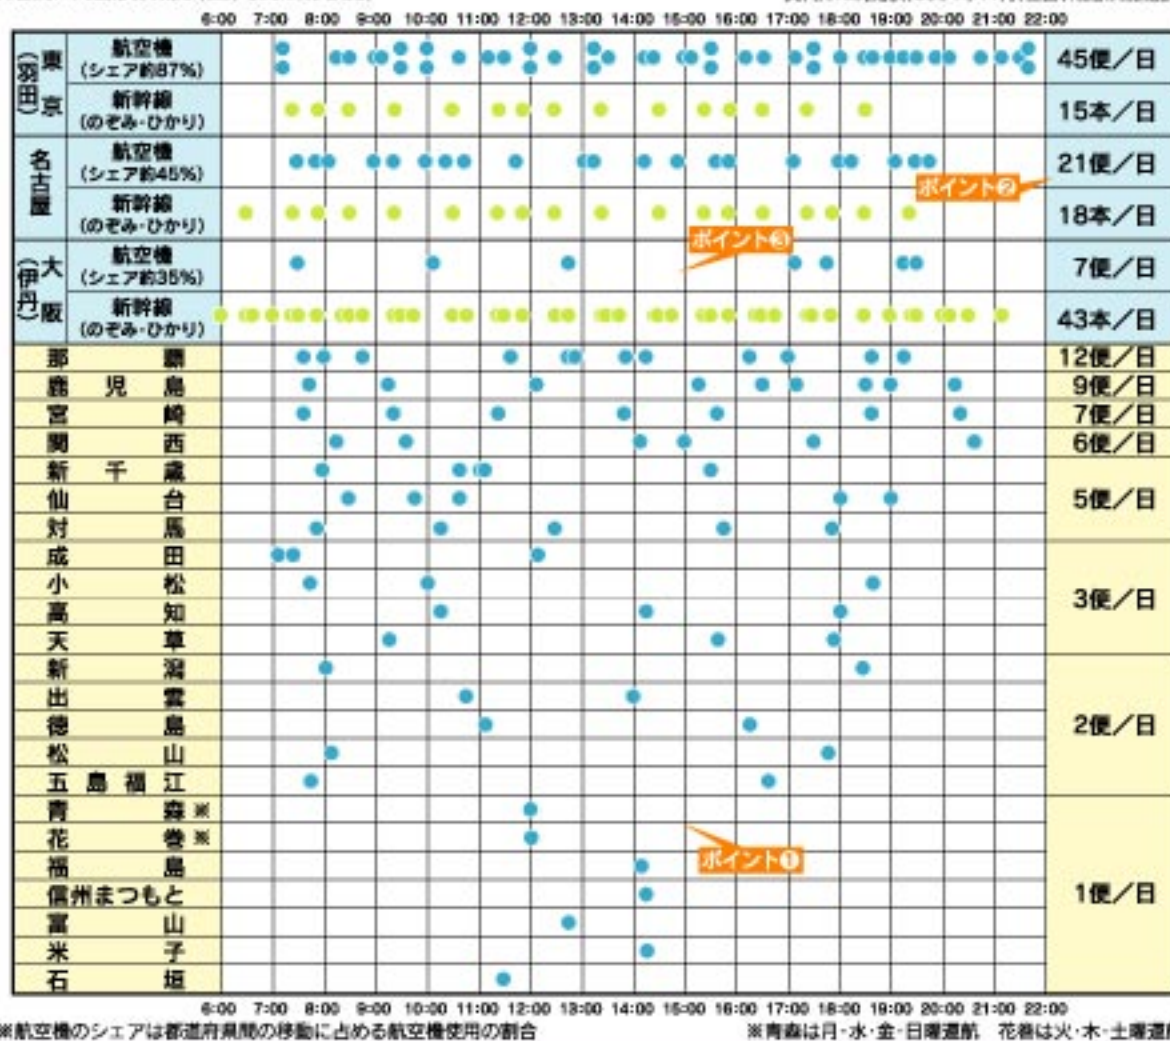 6:00 7:00 8:00 9:00 10:00 11:00 12:00 13:00 14:00 15:00 16:00 17:00 18:00 19:00 20:00 21:00 22:00
東京(羽田) 航空機 45便/日
(シェア約87%)
新幹線 15本/日
(のぞみ・ひかり)
名古屋 航空機 21便/日
(シェア約45%)
ポイント❷
新幹線 18本/日
(のぞみ・ひかり)
ポイント❸
大阪(伊丹) 航空機 7便/日
(シェア約35%)
新幹線 43本/日
(のぞみ・ひかり)
那覇 12便/日
鹿児島 9便/日
宮崎 7便/日
関西 6便/日
新千歳
仙台 5便/日
対馬
成田
小松 3便/日
高知
天草
新潟
出雲
徳島 2便/日
松山
五島福江
青森※
花巻※
ポイント❶
福島
信州まつもと 1便/日
富山
米子
石垣
6:00 7:00 8:00 9:00 10:00 11:00 12:00 13:00 14:00 15:00 16:00 17:00 18:00 19:00 20:00 21:00 22:00
※航空機のシェアは都道府県間の移動に占める航空機使用の割合 ※青森は月・水・金・日曜運航 花巻は火・木・土曜運